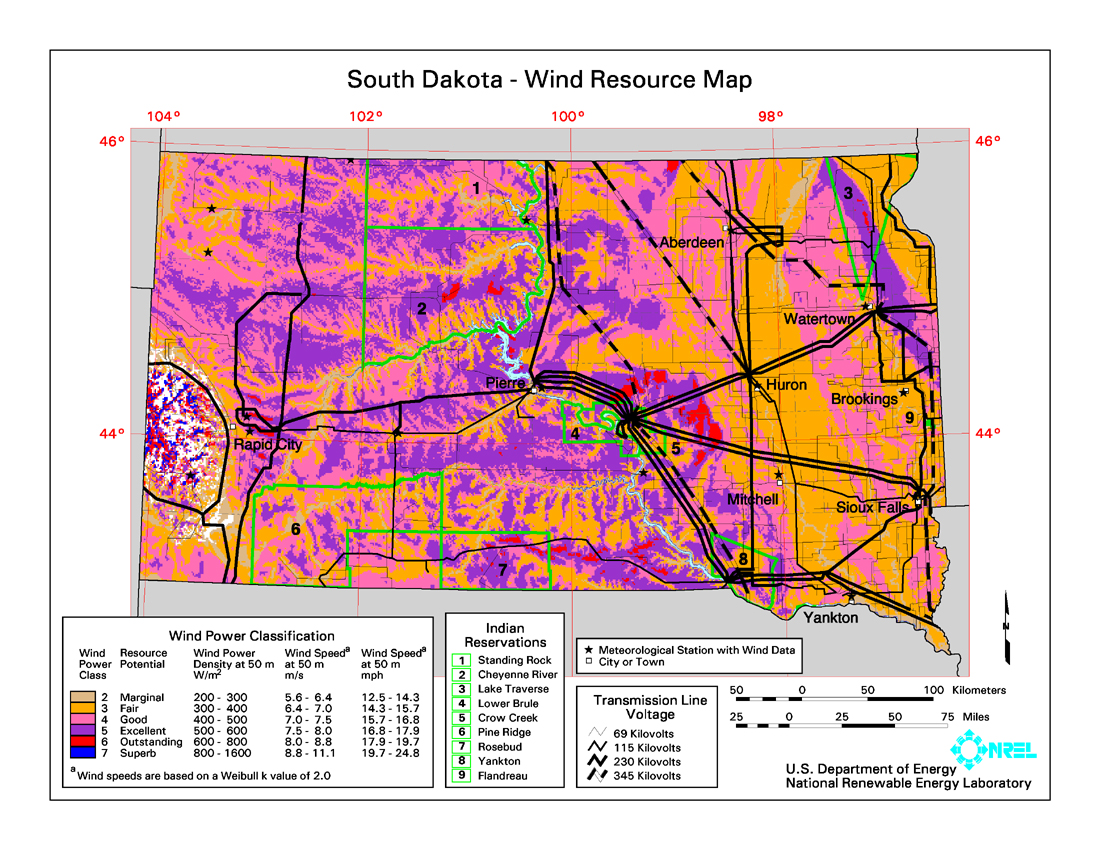 South Dakota - Wind Resource Map
104° 102° 100° 98°
46° 46°
1
3
Aberdeen
2
Watertown
Pierre
Huron
Brookings
9
44° 44°
Rapid City
4
5
Mitchell
Sioux Falls
6
8
7
Yankton
Wind Power Classification
Wind Resource Wind Power Wind Speedᵃ Wind Speedᵃ
Power Potential Density at 50 m at 50 m at 50 m
Class W/m² m/s mph
2 Marginal 200 - 300 5.6 - 6.4 12.5 - 14.3
3 Fair 300 - 400 6.4 - 7.0 14.3 - 15.7
4 Good 400 - 500 7.0 - 7.5 15.7 - 16.8
5 Excellent 500 - 600 7.5 - 8.0 16.8 - 17.9
6 Outstanding 600 - 800 8.0 - 8.8 17.9 - 19.7
7 Superb 800 - 1600 8.8 - 11.1 19.7 - 24.8
ᵃ Wind speeds are based on a Weibull k value of 2.0
Indian
Reservations
1 Standing Rock
2 Cheyenne River
3 Lake Traverse
4 Lower Brule
5 Crow Creek
6 Pine Ridge
7 Rosebud
8 Yankton
9 Flandreau
Meteorological Station with Wind Data
City or Town
Transmission Line
Voltage
69 Kilovolts
115 Kilovolts
230 Kilovolts
345 Kilovolts
N
50 0 50 100 Kilometers
25 0 25 50 75 Miles
NREL
U.S. Department of Energy
National Renewable Energy Laboratory